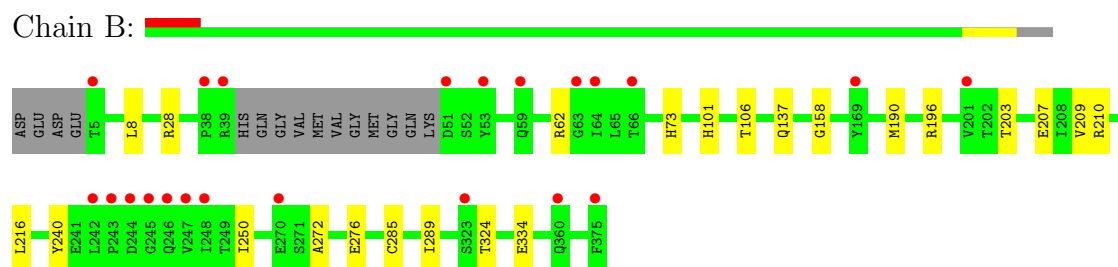 Chain B:
ASP GLU ASP GLU T5 L8 R28 P38 R39 HIS GLN GLY VAL MET VAL GLY MET GLY GLN LYS D51 S52 Y53 Q59 R62 G63 I64 L65 T66 H73 H101 T106 Q137 G158 Y169 M190 R196 V201 T202 T203 E207 I208 V209 R210
L216 Y240 E241 L242 P243 D244 G245 Q246 V247 I248 T249 I250 E270 S271 A272 E276 C285 I289 S323 T324 E334 Q360 F375